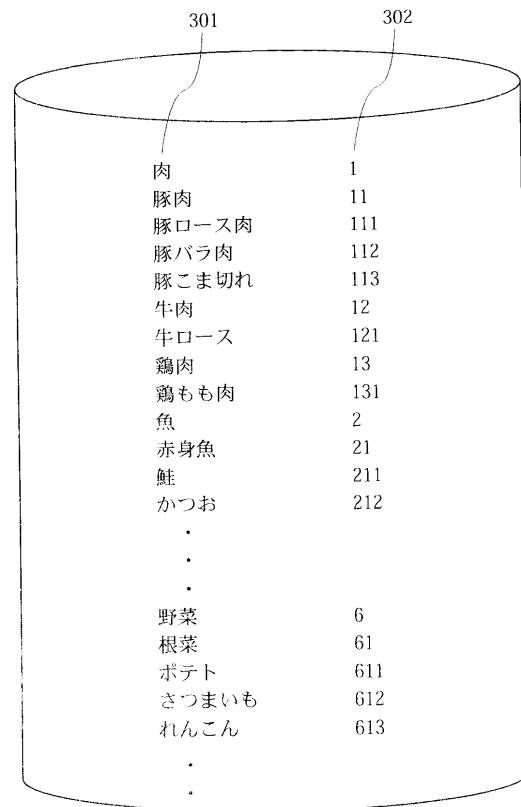 301 302
肉 1
豚肉 11
豚ロース肉 111
豚バラ肉 112
豚こま切れ 113
牛肉 12
牛ロース 121
鶏肉 13
鶏もも肉 131
魚 2
赤身魚 21
鮭 211
かつお 212
・
・
・
野菜 6
根菜 61
ポテト 611
さつまいも 612
れんこん 613
・
・